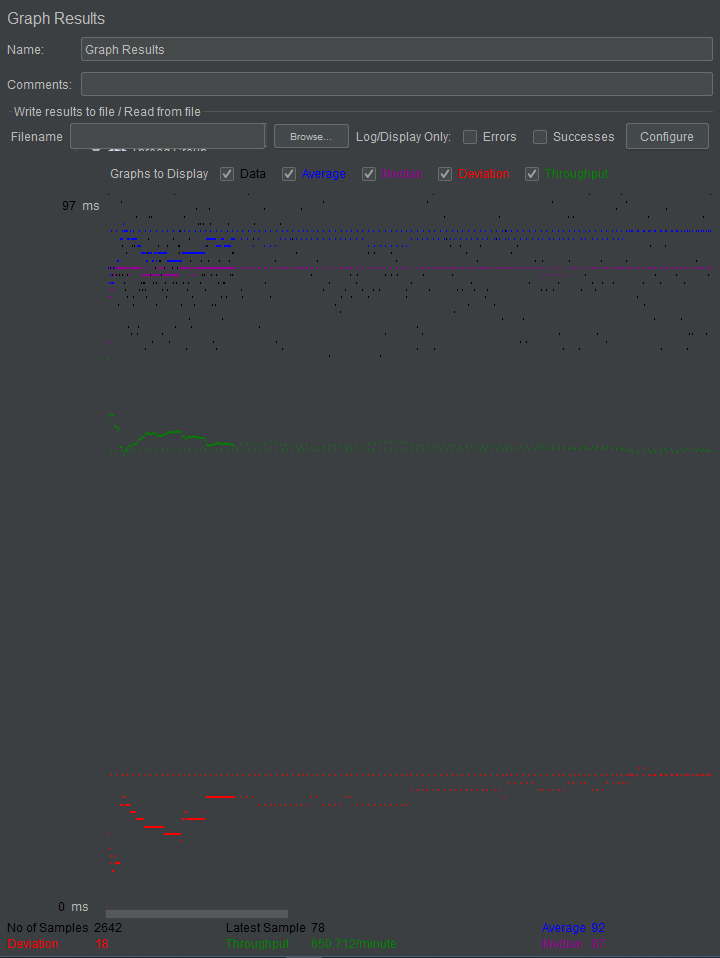 Graph Results
Name: Graph Results
Comments:
Write results to file / Read from file
Filename Browse... Log/Display Only: Errors Successes Configure
Graphs to Display Data Average Median Deviation Throughput
97 ms
0 ms
No of Samples 2642 Latest Sample 78 Average 92
Deviation 18 Throughput 650.712/minute Median